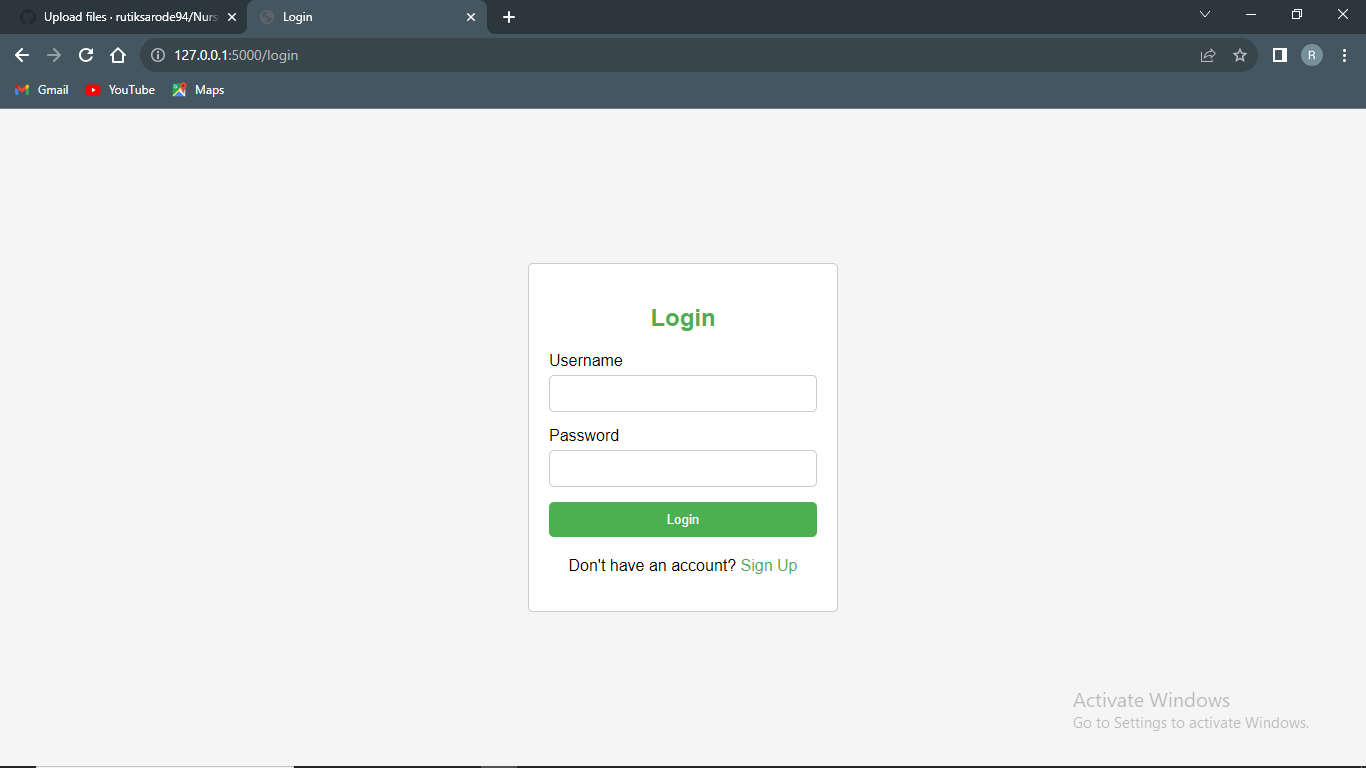 Upload files · rutiksarode94/Nurs
Login
127.0.0.1:5000/login
R
Gmail
YouTube
Maps
Login
Username
Password
Login
Don't have an account? Sign Up
Activate Windows
Go to Settings to activate Windows.